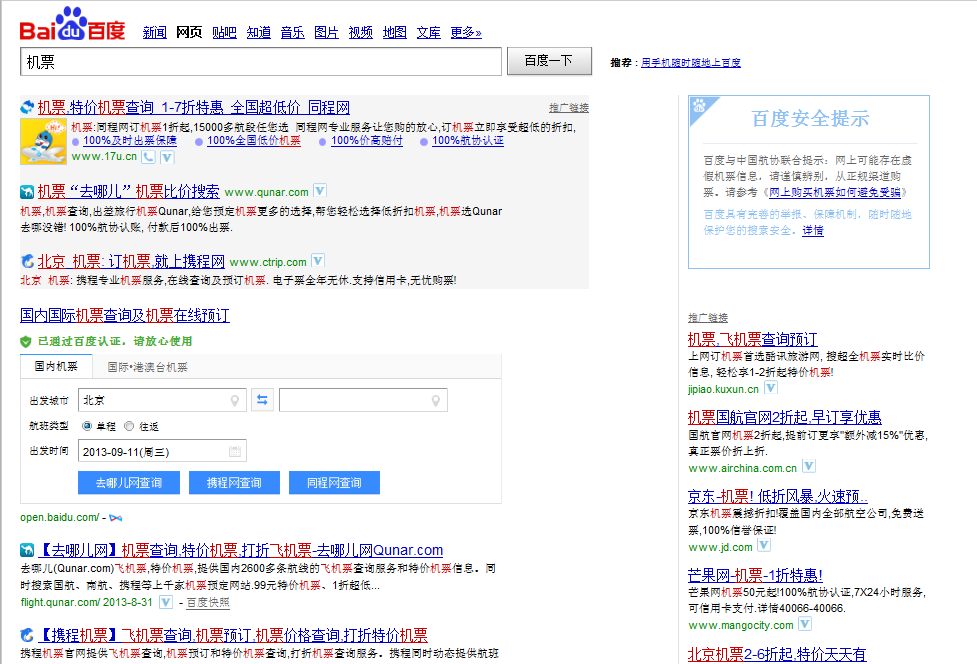 Bai du 百度 新闻 网页 贴吧 知道 音乐 图片 视频 地图 文库 更多»
机票 百度一下 推荐：用手机随时随地上百度
机票,特价机票查询_1-7折特惠_全国超低价_同程网 推广链接
机票:同程网订机票1折起,15000多航段任您选_同程网专业服务让您购的放心,订机票立即享受超低的折扣,
100%及时出票保障 100%全国低价机票 100%价高赔付 100%航协认证
www.17u.cn V
机票“去哪儿”机票比价搜索 www.qunar.com V
机票,机票查询,出差旅行机票Qunar,给您预定机票更多的选择,帮您轻松选择低折扣机票,机票选Qunar
去哪没错! 100%航协认账, 付款后100%出票.
北京_机票: 订机票,就上携程网 www.ctrip.com V
北京_机票: 携程专业机票服务,在线查询及预订机票. 电子票全年无休.支持信用卡,无忧购票!
国内国际机票查询及机票在线预订
已通过百度认证，请放心使用
国内机票 国际•港澳台机票
出发城市 北京
航班类型 单程 往返
出发时间 2013-09-11(周三)
去哪儿网查询 携程网查询 同程网查询
open.baidu.com/ -
【去哪儿网】机票查询,特价机票,打折飞机票-去哪儿网Qunar.com
去哪儿(Qunar.com)飞机票,特价机票,提供国内2600多条航线的飞机票查询服务和特价机票信息。同
时搜索国航、南航、携程等上千家机票预定网站.99元特价机票、1折起低...
flight.qunar.com/ 2013-8-31 V - 百度快照
【携程机票】飞机票查询,机票预订,机票价格查询,打折特价机票
携程机票官网提供飞机票查询,机票预订和特价机票查询,打折机票查询服务。携程同时动态提供航班
百度安全提示
百度与中国航协联合提示：网上可能存在虚
假机票信息，请谨慎辨别，从正规渠道购
票。请参考《网上购买机票如何避免受骗》
百度具有完善的举报、保障机制，随时随地
保护您的搜索安全。详情
推广链接
机票,飞机票查询预订
上网订机票首选酷讯旅游网, 搜超全机票实时比价
信息, 轻松享1-2折起特价机票!
jipiao.kuxun.cn V
机票国航官网2折起,早订享优惠
国航官网机票2折起,提前订更享"额外减15%"优惠,
真正票价折上折.
www.airchina.com.cn V
京东-机票! 低折风暴,火速预..
京东机票震撼折扣!覆盖国内全部航空公司,免费送
票,100%信誉保证!
www.jd.com V
芒果网-机票-1折特惠!
芒果网机票50元起!100%航协认证,7X24小时服务,
可信用卡支付.详情40066-40066.
www.mangocity.com V
北京机票2-6折起,特价天天有